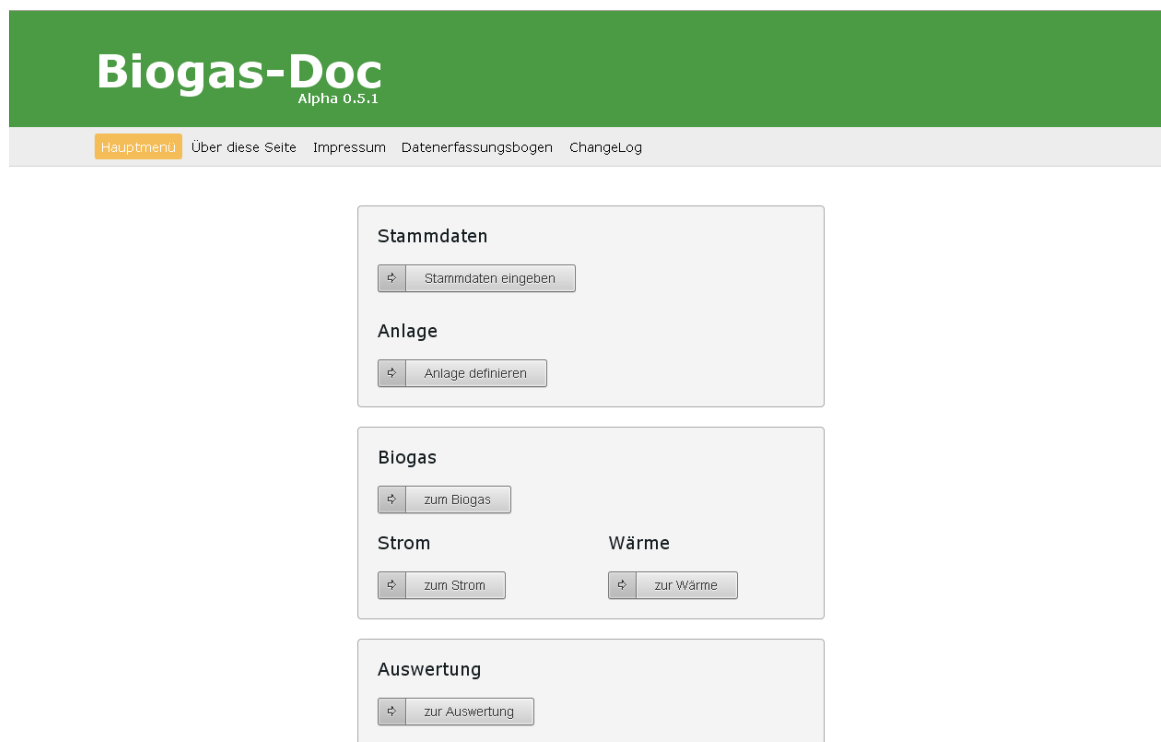 Biogas-Doc
Alpha 0.5.1
Hauptmenü Über diese Seite Impressum Datenerfassungsbogen ChangeLog
Stammdaten
Stammdaten eingeben
Anlage
Anlage definieren
Biogas
zum Biogas
Strom Wärme
zum Strom zur Wärme
Auswertung
zur Auswertung